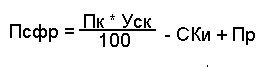 Псфр = Пк * Уск / 100 - СКи + Пр